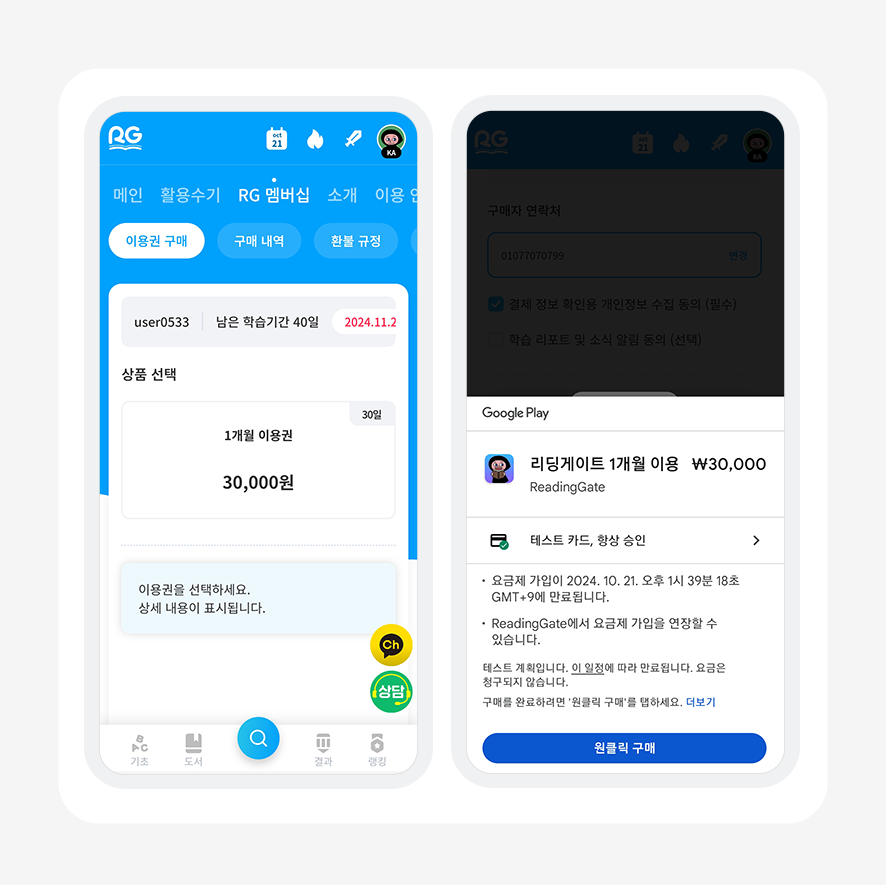 RG
oct
21
KA
메인 활용수기 RG 멤버십 소개 이용 안
이용권 구매 구매 내역 환불 규정
user0533 남은 학습기간 40일 2024.11.2
상품 선택
30일
1개월 이용권
30,000원
이용권을 선택하세요.
상세 내용이 표시됩니다.
Ch
상담
기초 도서 결과 랭킹
RG
oct
21
KA
구매자 연락처
01077070799 변경
결제 정보 확인용 개인정보 수집 동의 (필수)
학습 리포트 및 소식 알림 동의 (선택)
Google Play
리딩게이트 1개월 이용 ₩30,000
ReadingGate
테스트 카드, 항상 승인
• 요금제 가입이 2024. 10. 21. 오후 1시 39분 18초
GMT+9에 만료됩니다.
• ReadingGate에서 요금제 가입을 연장할 수
있습니다.
테스트 계획입니다. 이 일정에 따라 만료됩니다. 요금은
청구되지 않습니다.
구매를 완료하려면 '원클릭 구매'를 탭하세요. 더보기
원클릭 구매